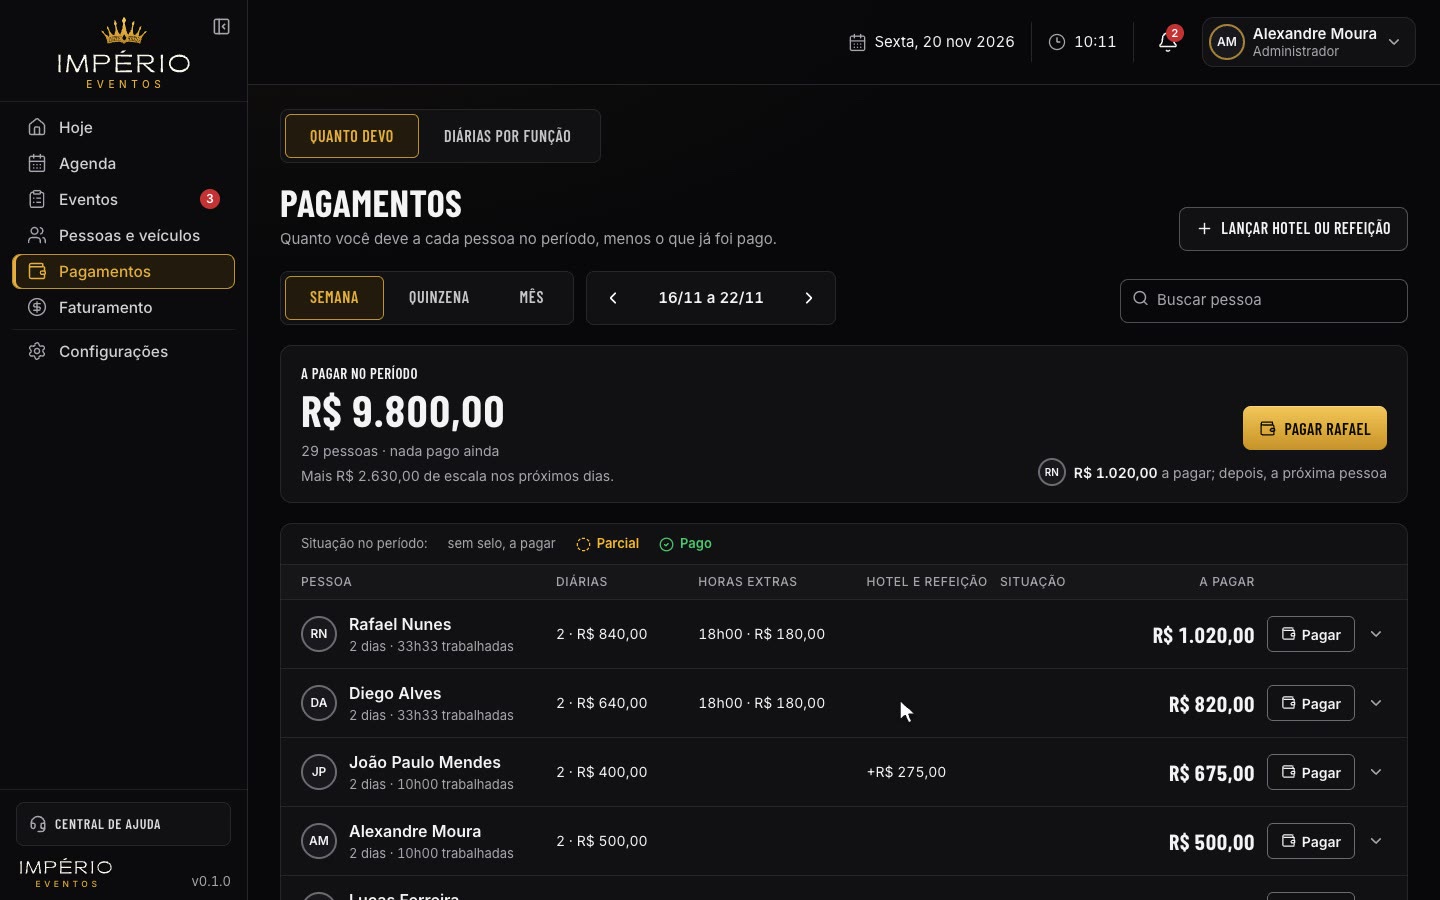 IMPÉRIO
EVENTOS
Sexta, 20 nov 2026
10:11
2
AM
Alexandre Moura
Administrador
Hoje
Agenda
Eventos
3
Pessoas e veículos
Pagamentos
Faturamento
Configurações
CENTRAL DE AJUDA
IMPÉRIO
EVENTOS
v0.1.0
QUANTO DEVO
DIÁRIAS POR FUNÇÃO
PAGAMENTOS
Quanto você deve a cada pessoa no período, menos o que já foi pago.
LANÇAR HOTEL OU REFEIÇÃO
SEMANA
QUINZENA
MÊS
16/11 a 22/11
Buscar pessoa
A PAGAR NO PERÍODO
R$ 9.800,00
29 pessoas · nada pago ainda
Mais R$ 2.630,00 de escala nos próximos dias.
PAGAR RAFAEL
RN R$ 1.020,00 a pagar; depois, a próxima pessoa
Situação no período: sem selo, a pagar Parcial Pago
PESSOA DIÁRIAS HORAS EXTRAS HOTEL E REFEIÇÃO SITUAÇÃO A PAGAR
RN Rafael Nunes 2 · R$ 840,00 18h00 · R$ 180,00 R$ 1.020,00 Pagar
2 dias · 33h33 trabalhadas
DA Diego Alves 2 · R$ 640,00 18h00 · R$ 180,00 R$ 820,00 Pagar
2 dias · 33h33 trabalhadas
JP João Paulo Mendes 2 · R$ 400,00 +R$ 275,00 R$ 675,00 Pagar
2 dias · 10h00 trabalhadas
AM Alexandre Moura 2 · R$ 500,00 R$ 500,00 Pagar
2 dias · 10h00 trabalhadas
Lucas Ferreira